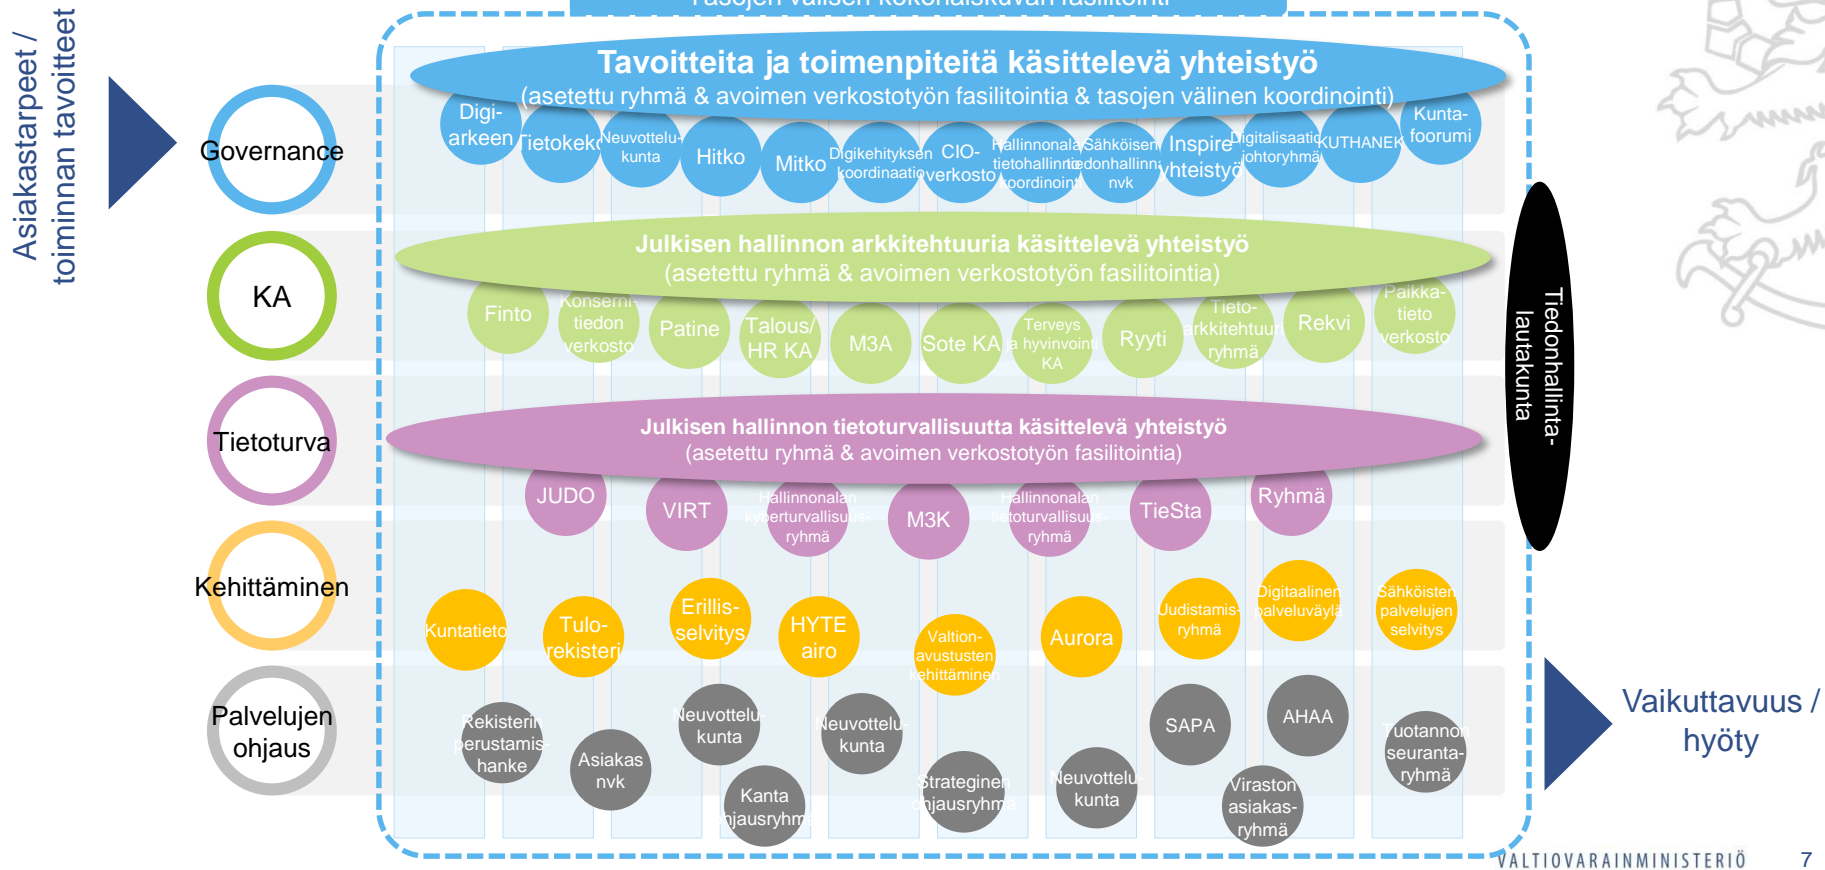 Tasojen välisen kokonaiskuvan fasilitointi
Asiakastarpeet /
toiminnan tavoitteet
Tavoitteita ja toimenpiteitä käsittelevä yhteistyö
(asetettu ryhmä & avoimen verkostotyön fasilitointia & tasojen välinen koordinointi)
Governance
Digi-
arkeen
Tietokeko
Neuvottelu-
kunta
Hitko
Mitko
Digikehityksen
koordinaatio
CIO-
verkosto
Hallinnonala
tietohallinto
koordinointi
Sähköisen
tiedonhallinna
nvk
Inspire
yhteistyö
Digitalisaatio
johtoryhmä
KUTHANEK
Kunta-
foorumi
Julkisen hallinnon arkkitehtuuria käsittelevä yhteistyö
(asetettu ryhmä & avoimen verkostotyön fasilitointia)
KA
Finto
Konserni-
tiedon
verkosto
Patine
Talous/
HR KA
M3A
Sote KA
Terveys
ja hyvinvointi
KA
Ryyti
Tieto-
arkkitehtuuri
ryhmä
Rekvi
Paikka-
tieto
verkosto
Tiedonhallinta-
lautakunta
Julkisen hallinnon tietoturvallisuutta käsittelevä yhteistyö
(asetettu ryhmä & avoimen verkostotyön fasilitointia)
Tietoturva
JUDO
VIRT
Hallinnonalan
kyberturvallisuus-
ryhmä
M3K
Hallinnonalan
tietoturvallisuus-
ryhmä
TieSta
Ryhmä
Kehittäminen
Kuntatieto
Tulo-
rekisteri
Erillis-
selvitys
HYTE
airo
Valtion-
avustusten
kehittäminen
Aurora
Uudistamis-
ryhmä
Digitaalinen
palveluväylä
Sähköisten
palvelujen
selvitys
Palvelujen
ohjaus
Rekisterin
perustamis-
hanke
Asiakas
nvk
Neuvottelu-
kunta
Kanta
ohjausryhmä
Neuvottelu-
kunta
Strateginen
ohjausryhmä
Neuvottelu-
kunta
SAPA
Viraston
asiakas-
ryhmä
AHAA
Tuotannon
seuranta-
ryhmä
Vaikuttavuus /
hyöty
VALTIOVARAINMINISTERIÖ
7